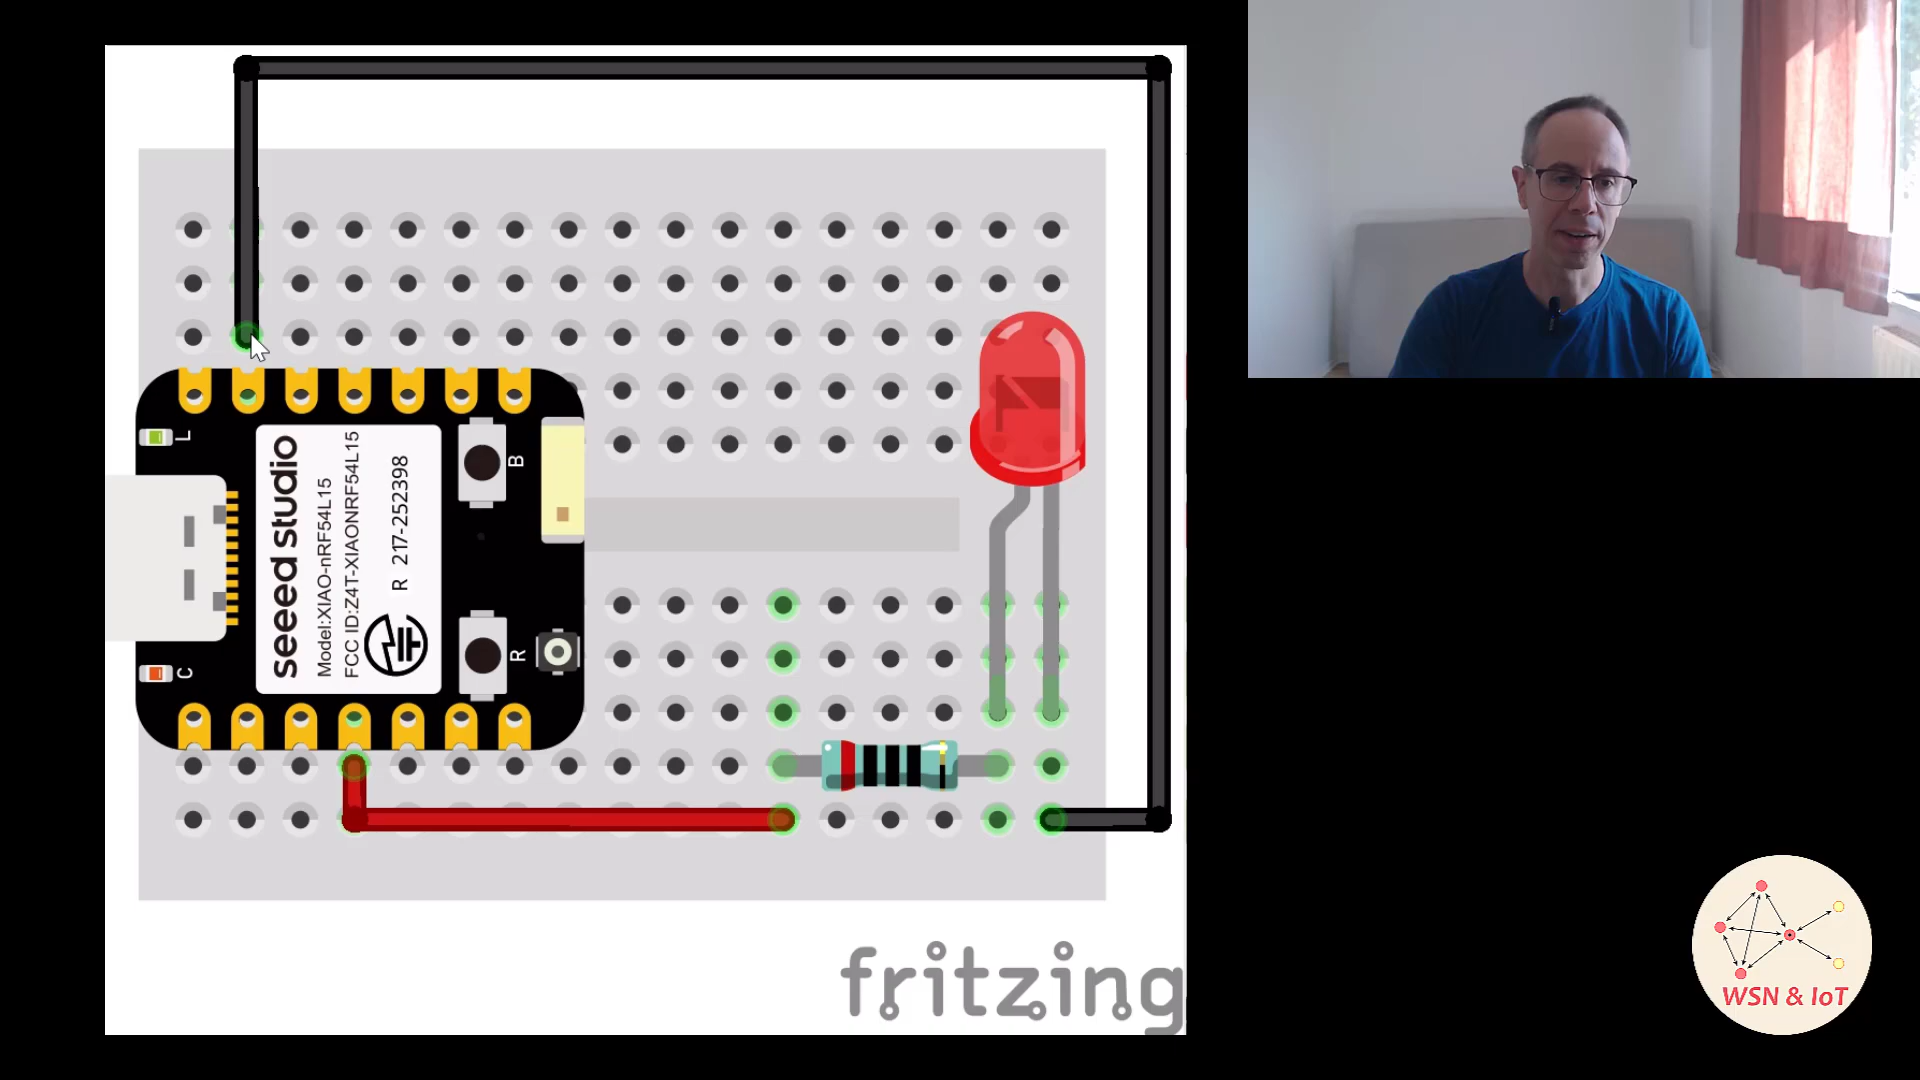 L
B
seeed studio
Model:XIAO-nRF54L15
FCC ID:Z4T-XIAONRF54L15
R 217-252398
R
C
fritzing
WSN & IoT